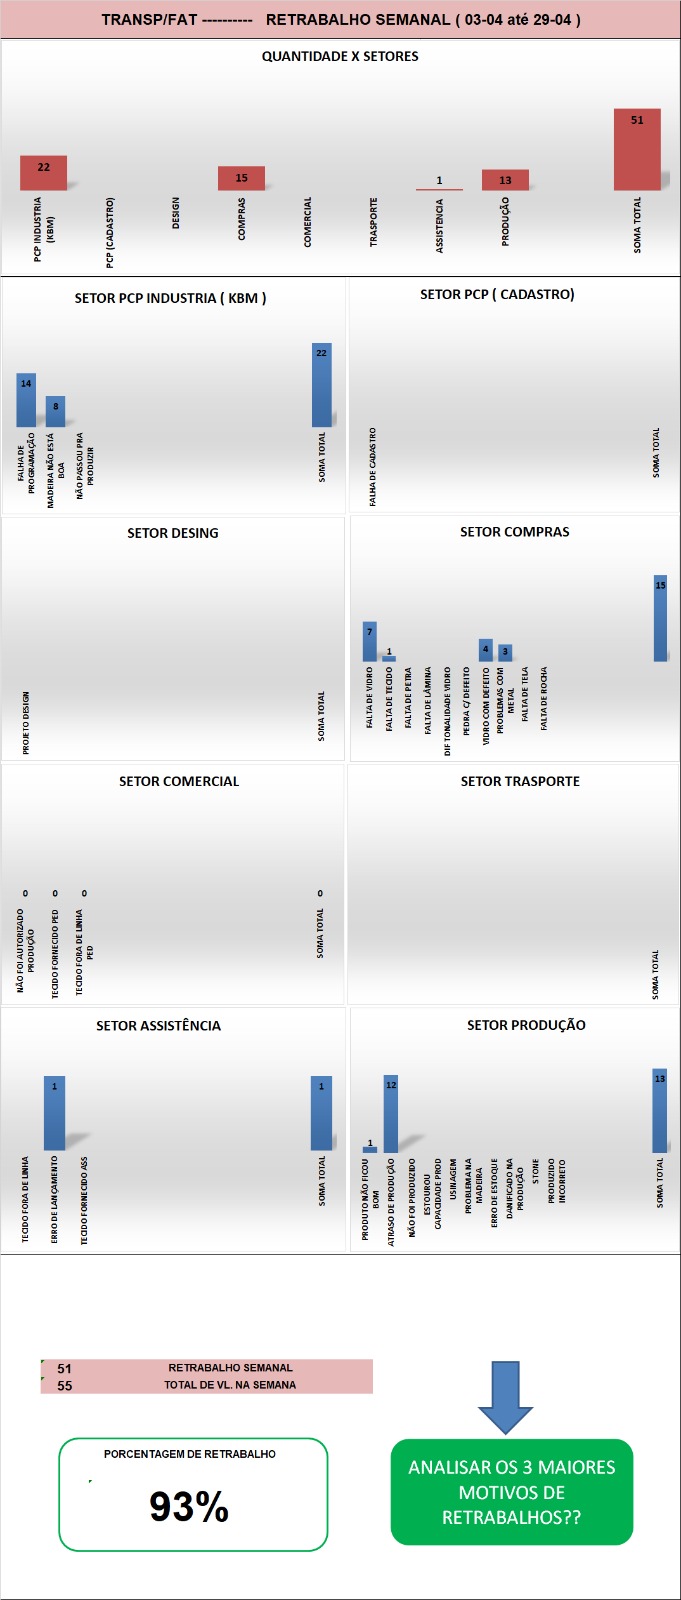 TRANSP/FAT ---------- RETRABALHO SEMANAL ( 03-04 até 29-04 )
QUANTIDADE X SETORES
22
15
1
13
51
PCP INDUSTRIA
(KBM)
PCP (CADASTRO)
DESIGN
COMPRAS
COMERCIAL
TRASPORTE
ASSISTENCIA
PRODUÇÃO
SOMA TOTAL
SETOR PCP INDUSTRIA ( KBM )
14
8
22
FALHA DE
PROGRAMAÇÃO
MADEIRA NÃO ESTÁ
BOA
NÃO PASSOU PRA
PRODUZIR
SOMA TOTAL
SETOR PCP ( CADASTRO)
FALHA DE CADASTRO
SOMA TOTAL
SETOR DESING
PROJETO DESIGN
SOMA TOTAL
SETOR COMPRAS
7
1
4
3
15
FALTA DE VIDRO
FALTA DE TECIDO
FALTA DE PETRA
FALTA DE LÂMINA
DIF TONALIDADE VIDRO
PEDRA C/ DEFEITO
VIDRO COM DEFEITO
PROBLEMAS COM
METAL
FALTA DE TELA
FALTA DE ROCHA
SETOR COMERCIAL
0
0
0
0
NÃO FOI AUTORIZADO
PRODUÇÃO
TECIDO FORNECIDO PED
TECIDO FORA DE LINHA
PED
SOMA TOTAL
SETOR TRASPORTE
SOMA TOTAL
SETOR ASSISTÊNCIA
1
1
TECIDO FORA DE LINHA
ERRO DE LANÇAMENTO
TECIDO FORNECIDO ASS
SOMA TOTAL
SETOR PRODUÇÃO
1
12
13
PRODUTO NÃO FICOU
BOM
ATRASO DE PRODUÇÃO
NÃO FOI PRODUZIDO
ESTOUROU
CAPACIDADE PROD
USINAGEM
PROBLEMA NA
MADEIRA
ERRO DE ESTOQUE
DANIFICADO NA
PRODUÇÃO
STONE
PRODUZIDO
INCORRETO
SOMA TOTAL
51 RETRABALHO SEMANAL
55 TOTAL DE VL. NA SEMANA
PORCENTAGEM DE RETRABALHO
93%
ANALISAR OS 3 MAIORES
MOTIVOS DE
RETRABALHOS??